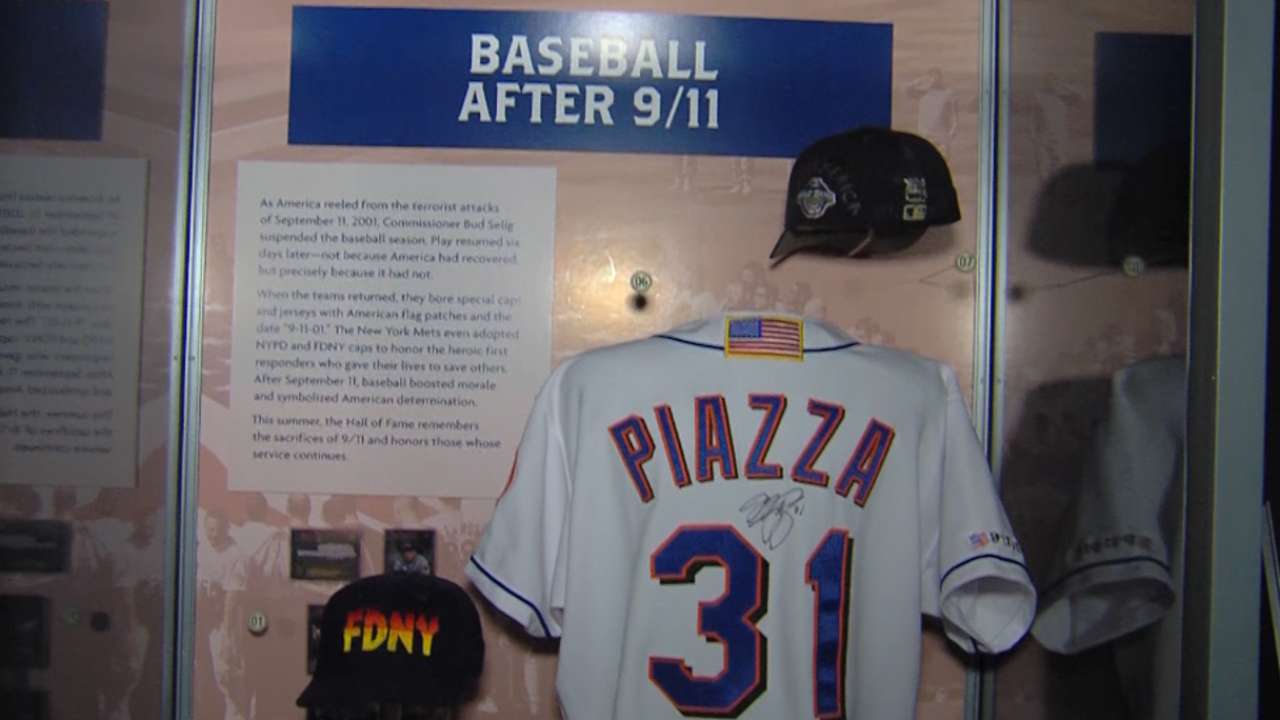 BASEBALL
AFTER 9/11
As America reeled from the terrorist attacks
of September 11, 2001, Commissioner Bud Selig
suspended the baseball season. Play resumed six
days later—not because America had recovered,
but precisely because it had not.
When the teams returned, they bore special caps
and jerseys with American flag patches and the
date "9-11-01." The New York Mets even adopted
NYPD and FDNY caps to honor the heroic first
responders who gave their lives to save others.
After September 11, baseball boosted morale
and symbolized American determination.
This summer, the Hall of Fame remembers
the sacrifices of 9/11 and honors those whose
service continues.
06
07
PIAZZA
31
01
FDNY